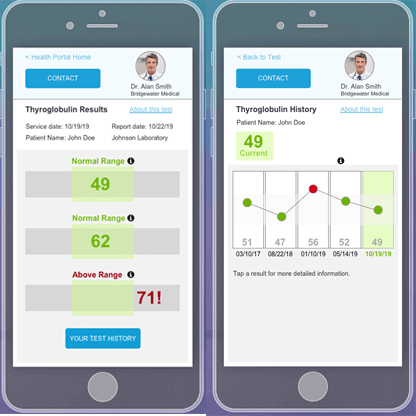 < Health Portal Home
CONTACT
Dr. Alan Smith
Bridgewater Medical
Thyroglobulin Results
About this test
Service date: 10/19/19
Report date: 10/22/19
Patient Name: John Doe
Johnson Laboratory
Normal Range
49
Normal Range
62
Above Range
71!
YOUR TEST HISTORY
< Back to Test
CONTACT
Dr. Alan Smith
Bridgewater Medical
Thyroglobulin History
About this test
Patient Name: John Doe
49
Current
51 47 56 52 49
03/10/17 08/22/18 01/10/19 05/14/19 10/19/19
Tap a result for more detailed information.